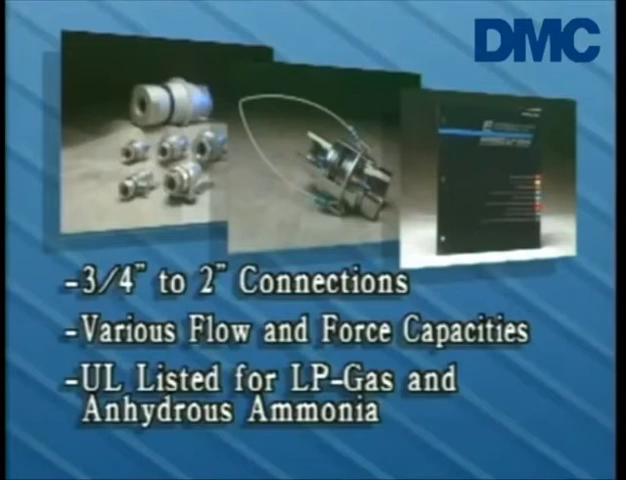 DMC
-3/4" to 2" Connections
-Various Flow and Force Capacities
-UL Listed for LP-Gas and
Anhydrous Ammonia